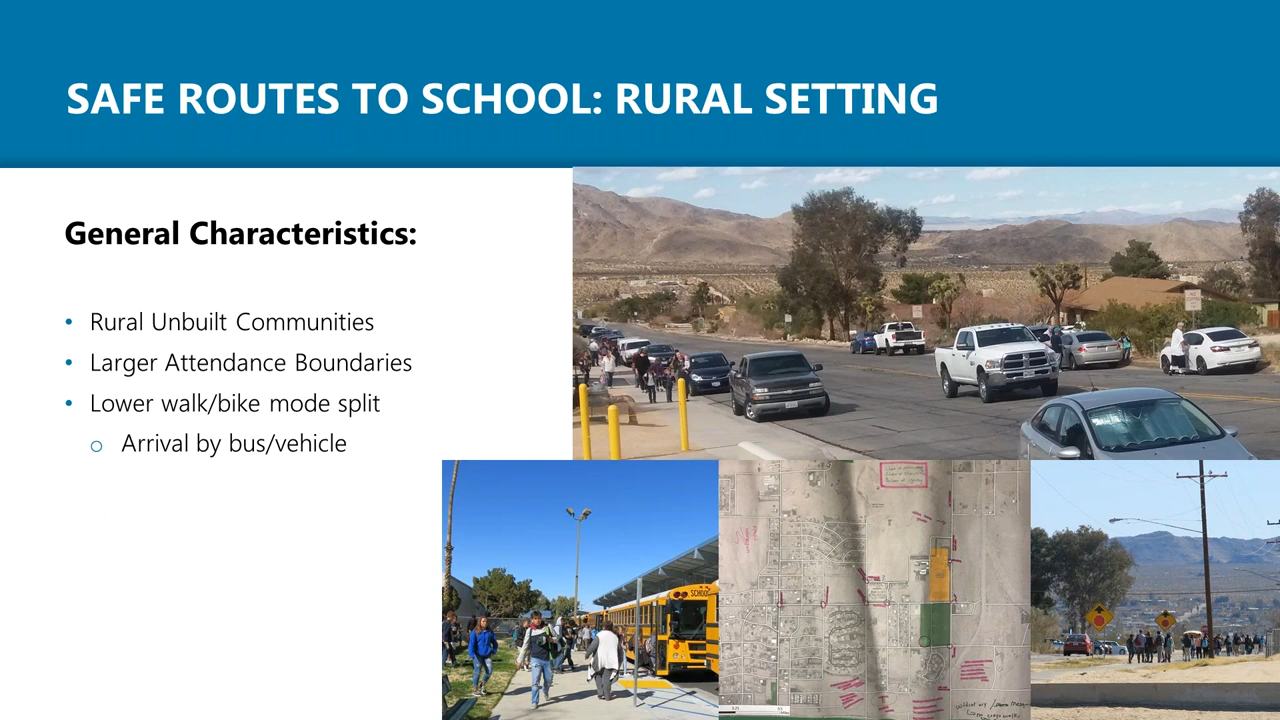 SAFE ROUTES TO SCHOOL: RURAL SETTING
General Characteristics:
• Rural Unbuilt Communities
• Larger Attendance Boundaries
• Lower walk/bike mode split
o Arrival by bus/vehicle
SCHOOL